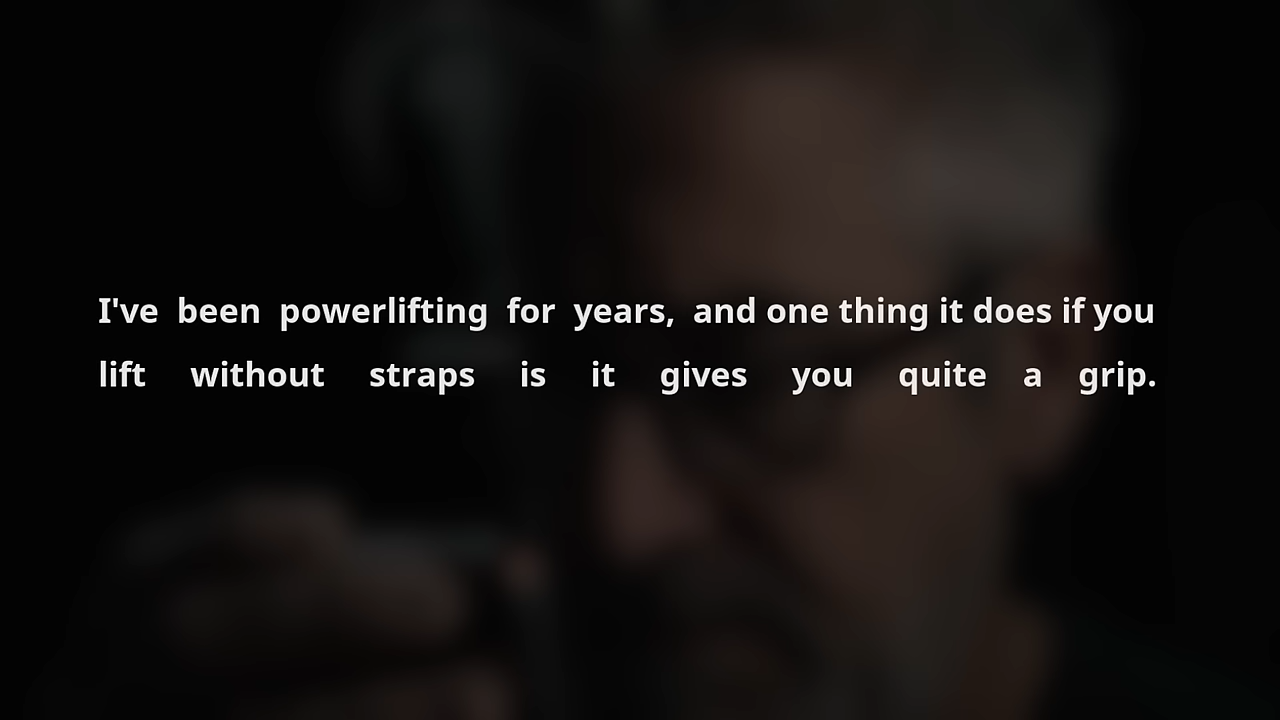 I've been powerlifting for years, and one thing it does if you
lift without straps is it gives you quite a grip.